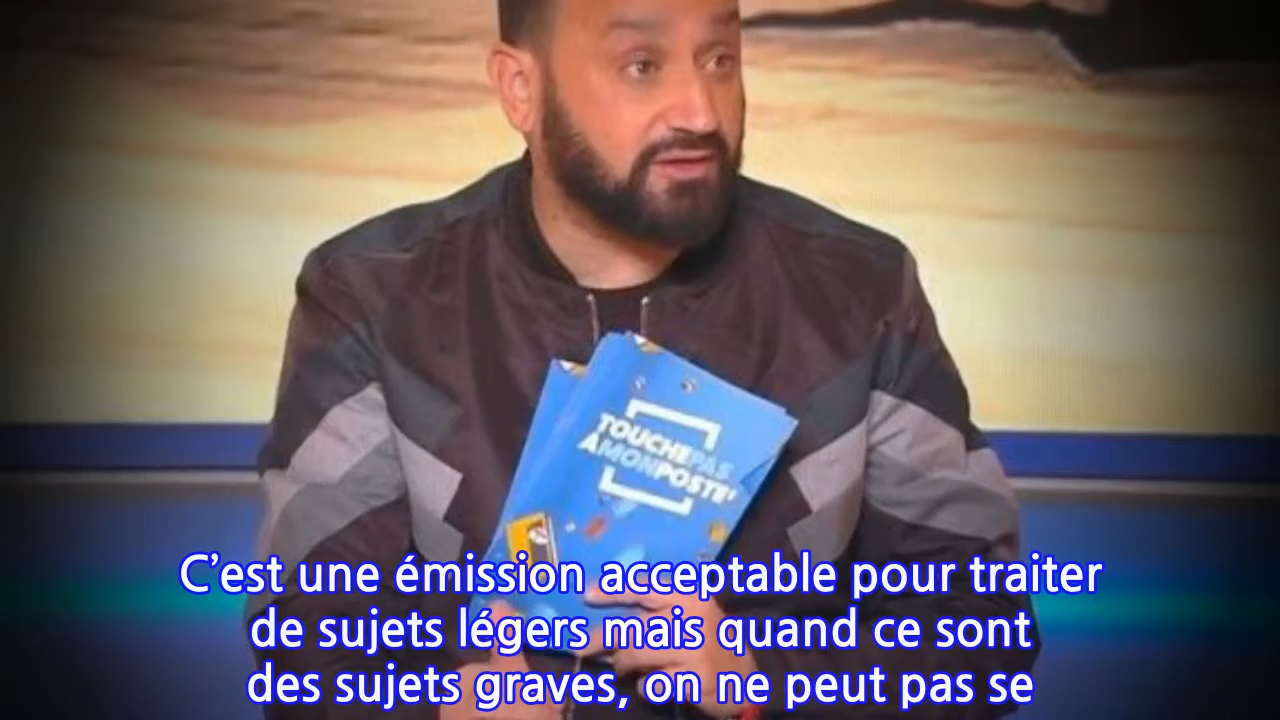 TOUCHE PAS
À MON POSTE!
C’est une émission acceptable pour traiter
de sujets légers mais quand ce sont
des sujets graves, on ne peut pas se